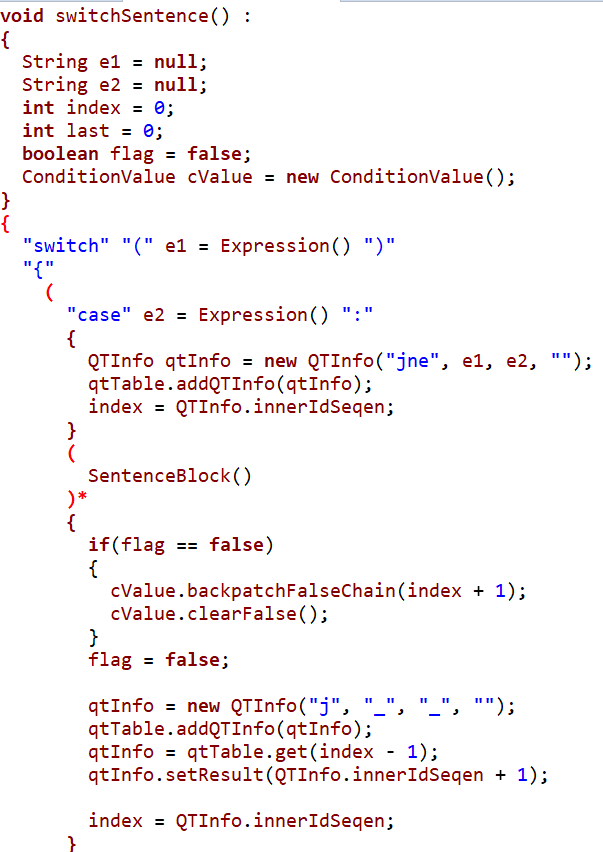 void switchSentence() :
{
  String e1 = null;
  String e2 = null;
  int index = 0;
  int last = 0;
  boolean flag = false;
  ConditionValue cValue = new ConditionValue();
}
{
  "switch" "(" e1 = Expression() ")"
  "{"
    (
      "case" e2 = Expression() ":"
      {
        QTInfo qtInfo = new QTInfo("jne", e1, e2, "");
        qtTable.addQTInfo(qtInfo);
        index = QTInfo.innerIdSeqen;
      }
      (
        SentenceBlock()
      )*
      {
        if(flag == false)
        {
          cValue.backpatchFalseChain(index + 1);
          cValue.clearFalse();
        }
        flag = false;

        qtInfo = new QTInfo("j", "_", "_", "");
        qtTable.addQTInfo(qtInfo);
        qtInfo = qtTable.get(index - 1);
        qtInfo.setResult(QTInfo.innerIdSeqen + 1);

        index = QTInfo.innerIdSeqen;
      }